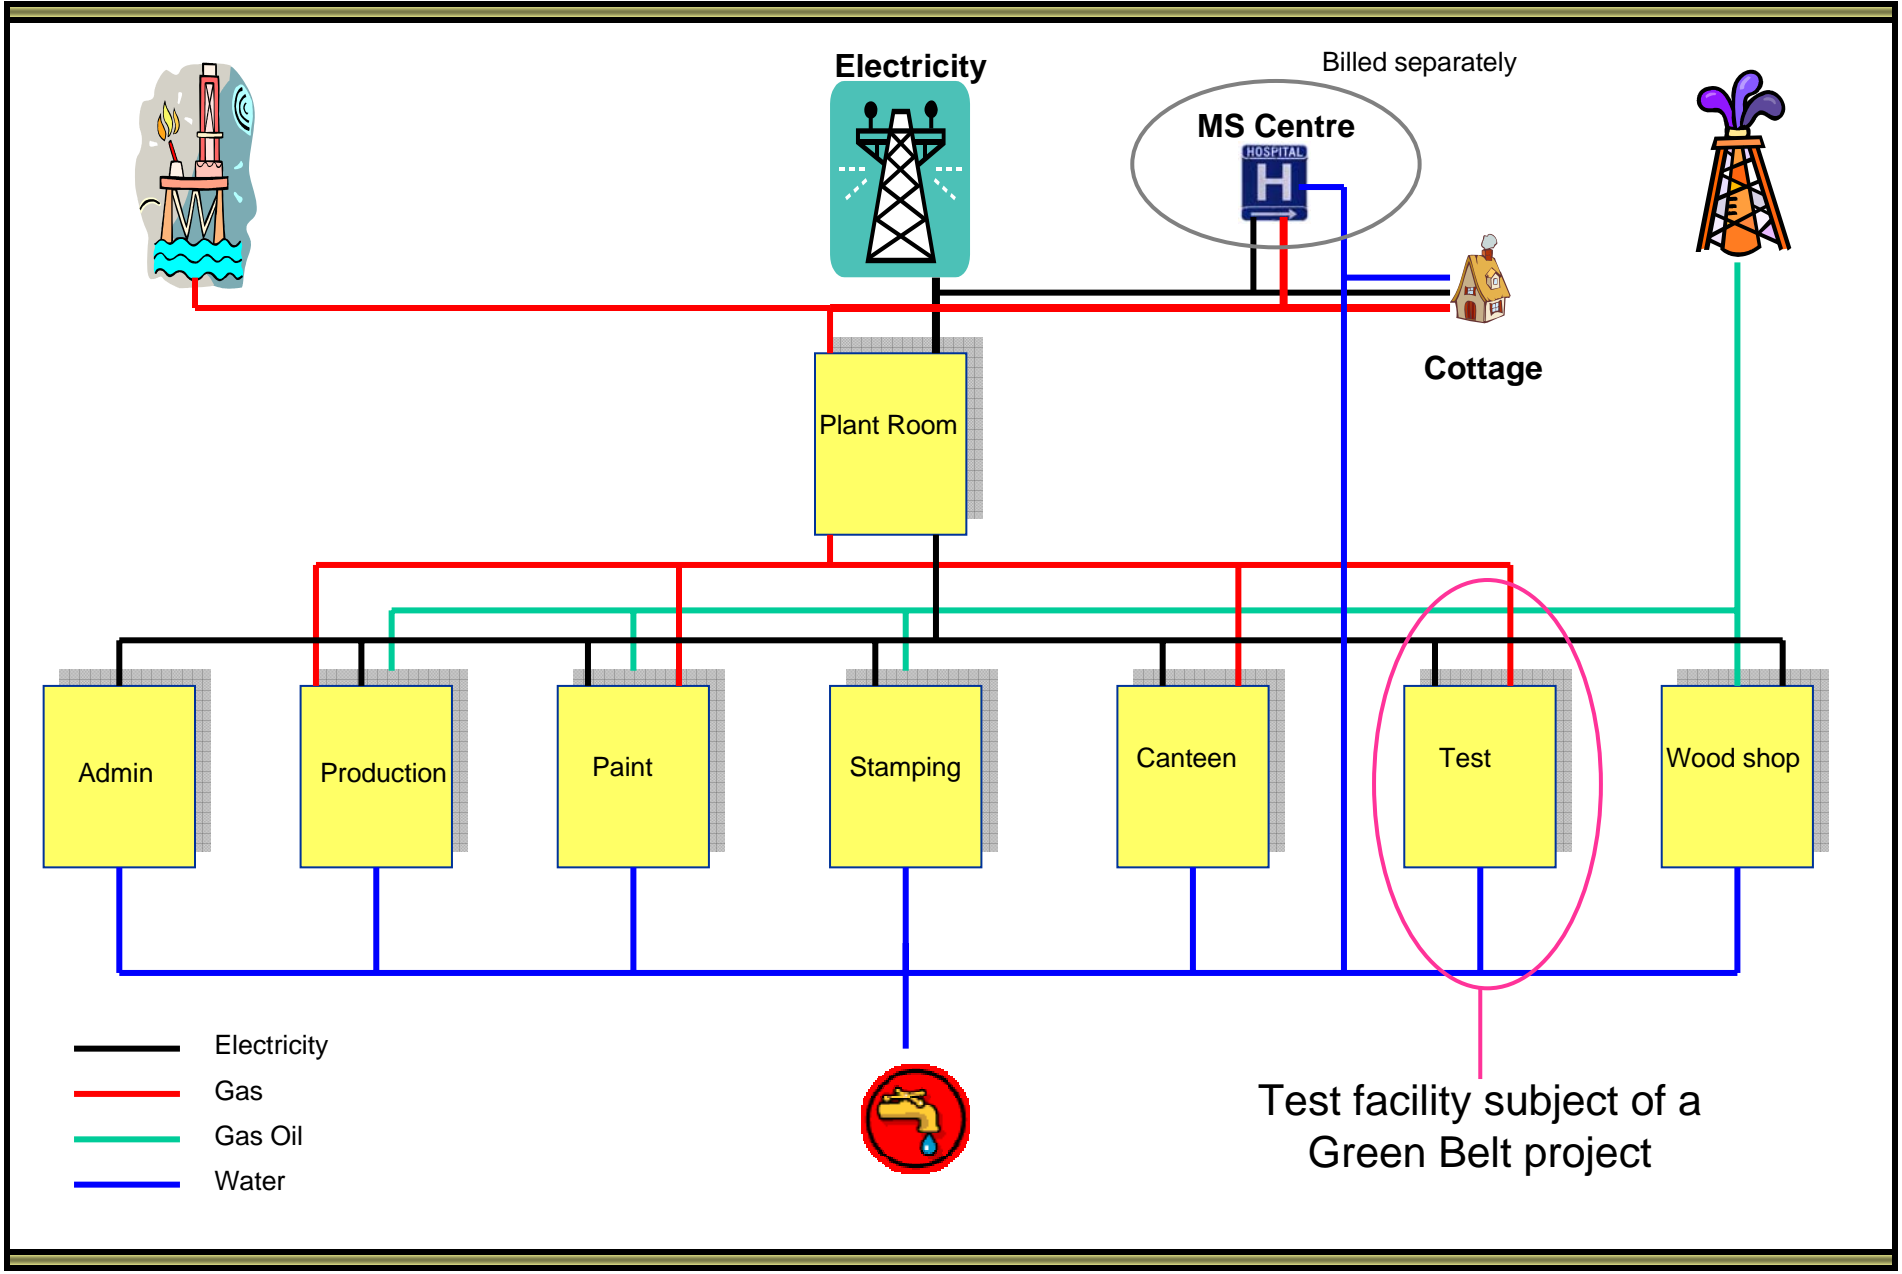 Electricity
Billed separately
MS Centre
HOSPITAL
H
Cottage
Plant Room
Admin
Production
Paint
Stamping
Canteen
Test
Wood shop
Electricity
Gas
Gas Oil
Water
Test facility subject of a
Green Belt project